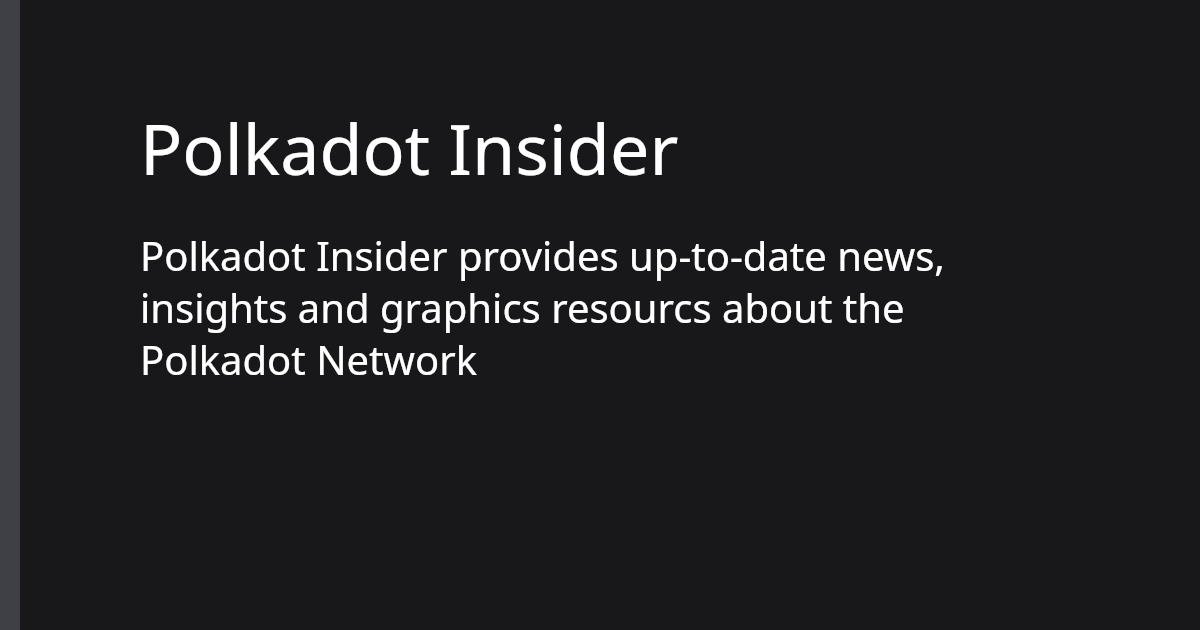 Polkadot Insider
Polkadot Insider provides up-to-date news,
insights and graphics resourcs about the
Polkadot Network